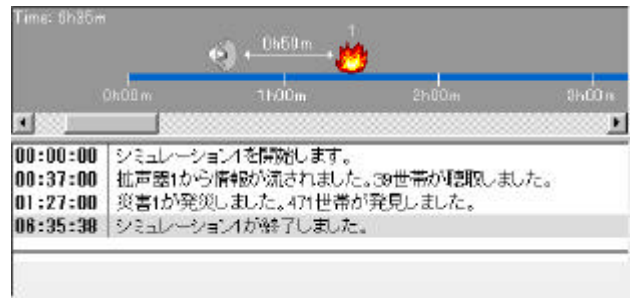 Time: 6h35m
1
0h50m
0h00m 1h00m 2h00m 3h00m
00:00:00 シミュレーション1を開始します。
00:37:00 拡声器1から情報が流されました。39世帯が聴取しました。
01:27:00 災害1が発災しました。471世帯が発見しました。
06:35:38 シミュレーション1が終了しました。